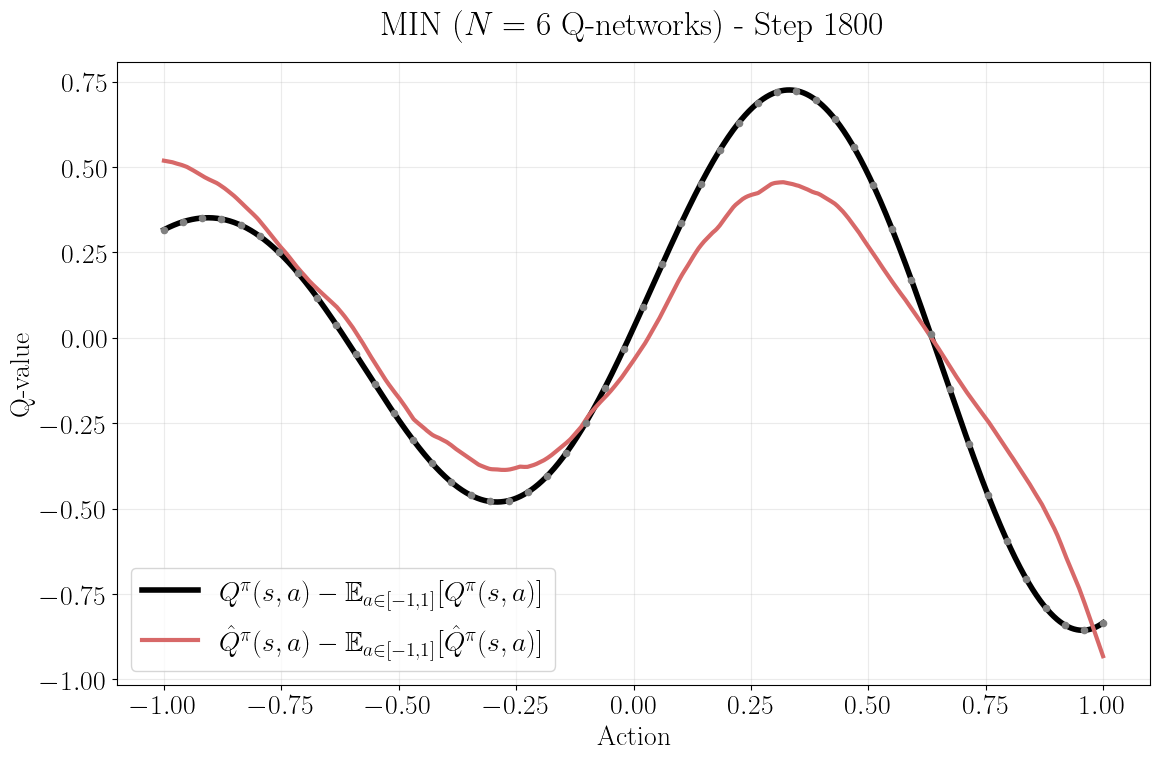 MIN (N = 6 Q-networks) - Step 1800
0.75
0.50
0.25
0.00
−0.25
−0.50
−0.75
−1.00
Q-value
Q^π(s, a) − 𝔼_{a∈[−1,1]}[Q^π(s, a)]
Q̂^π(s, a) − 𝔼_{a∈[−1,1]}[Q̂^π(s, a)]
−1.00 −0.75 −0.50 −0.25 0.00 0.25 0.50 0.75 1.00
Action